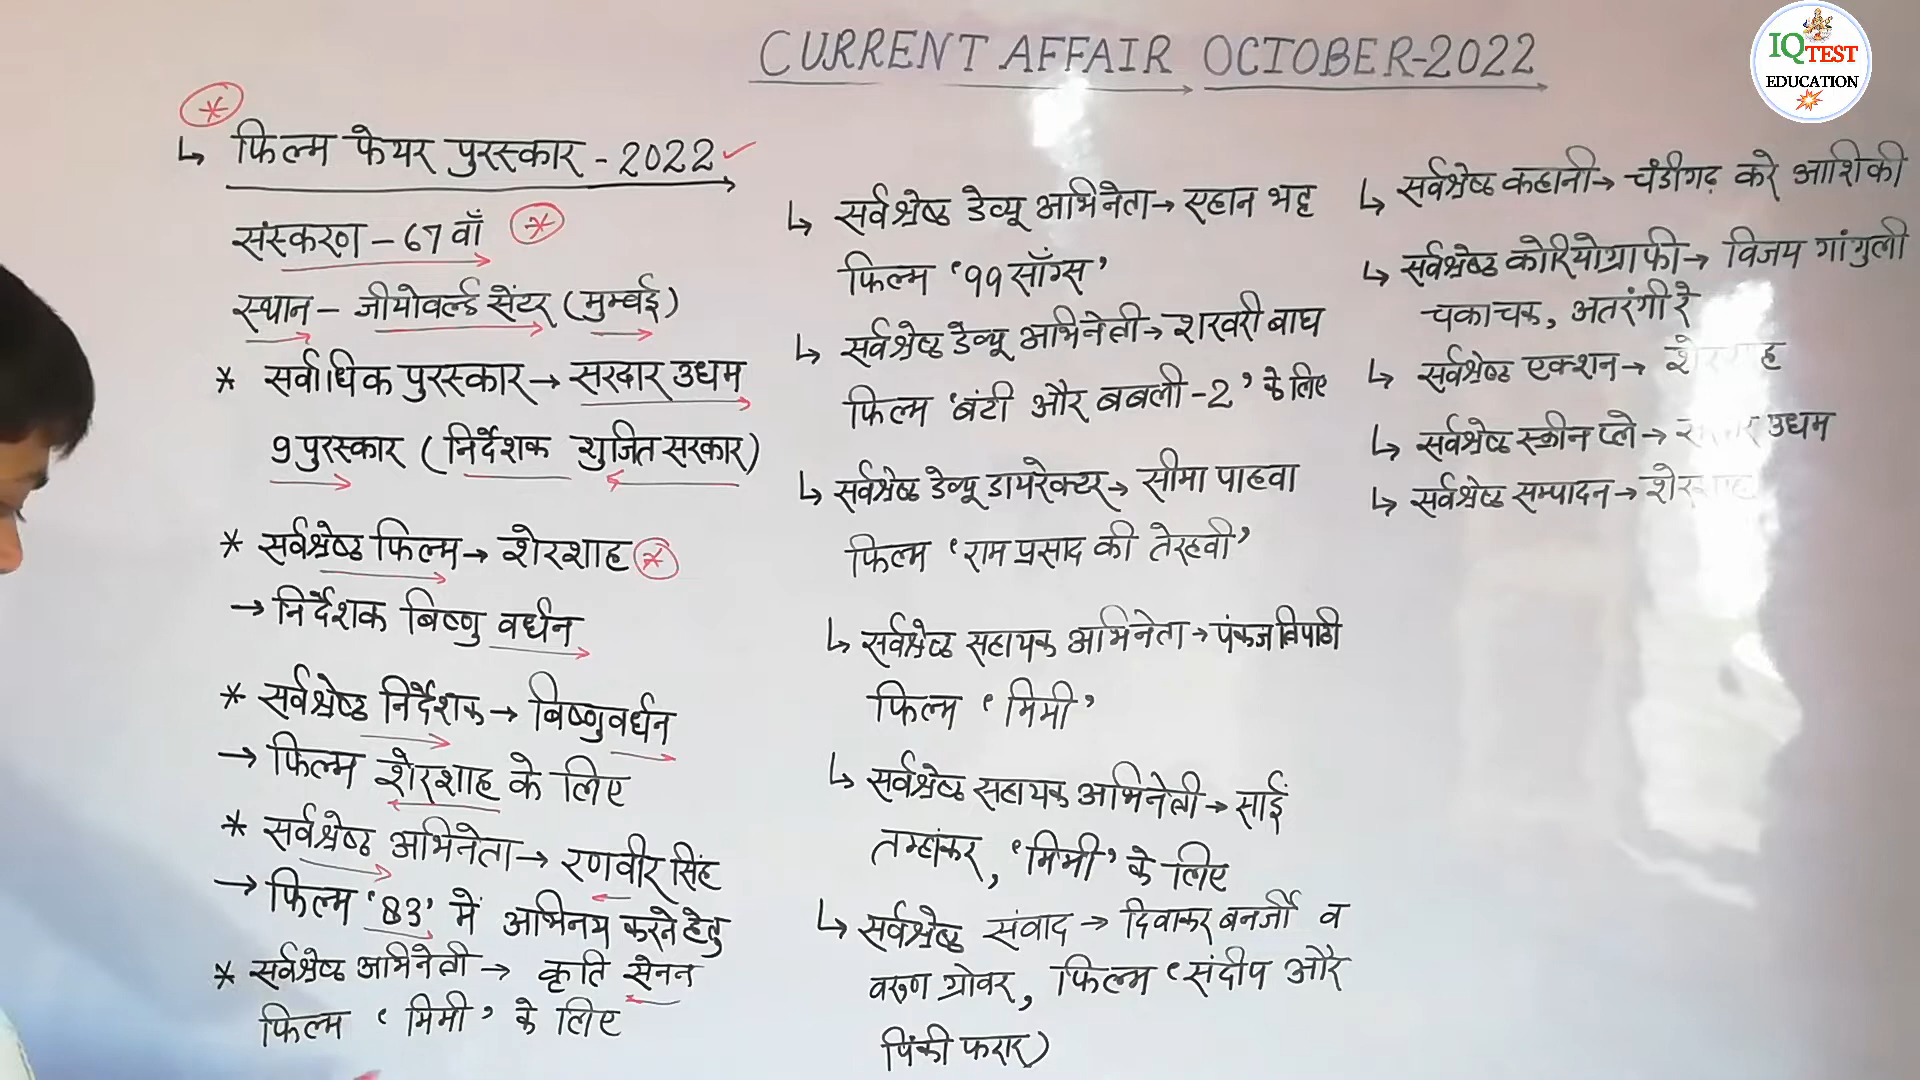 CURRENT AFFAIR OCTOBER-2022
IQTEST
EDUCATION
फिल्म फेयर पुरस्कार - 2022
संस्करण - 67 वाँ
स्थान - जीयोवर्ल्ड सेंटर (मुम्बई)
* सर्वाधिक पुरस्कार → सरदार उधम
9 पुरस्कार (निर्देशक शुजित सरकार)
* सर्वश्रेष्ठ फिल्म → शेरशाह
→ निर्देशक बिष्णु वर्धन
* सर्वश्रेष्ठ निर्देशक → बिष्णुवर्धन
→ फिल्म शेरशाह के लिए
* सर्वश्रेष्ठ अभिनेता → रणवीर सिंह
→ फिल्म '83' में अभिनय करने हेतु
* सर्वश्रेष्ठ अभिनेत्री → कृति सेनन
फिल्म 'मिमी' के लिए
↳ सर्वश्रेष्ठ डेव्यू अभिनेता → एहान भट्ट
फिल्म '99 सॉंग्स'
↳ सर्वश्रेष्ठ डेव्यू अभिनेत्री → शरवरी बाघ
फिल्म 'बंटी और बबली -2' के लिए
↳ सर्वश्रेष्ठ डेव्यू डायरेक्टर → सीमा पाहवा
फिल्म 'राम प्रसाद की तेरहवी'
↳ सर्वश्रेष्ठ सहायक अभिनेता → पंकज त्रिपाठी
फिल्म 'मिमी'
↳ सर्वश्रेष्ठ सहायक अभिनेत्री → साईं
तम्हांकर, 'मिमी' के लिए
↳ सर्वश्रेष्ठ संवाद → दिवाकर बनर्जी व
वरुण ग्रोवर, फिल्म 'संदीप और
पिंकी फरार)
↳ सर्वश्रेष्ठ कहानी → चंडीगढ़ करे आशिकी
↳ सर्वश्रेष्ठ कोरियोग्राफी → विजय गांगुली
चकाचक, अतरंगी रे
↳ सर्वश्रेष्ठ एक्शन → शेरशाह
↳ सर्वश्रेष्ठ स्क्रीन प्ले → उधम
↳ सर्वश्रेष्ठ सम्पादन → शेरशाह